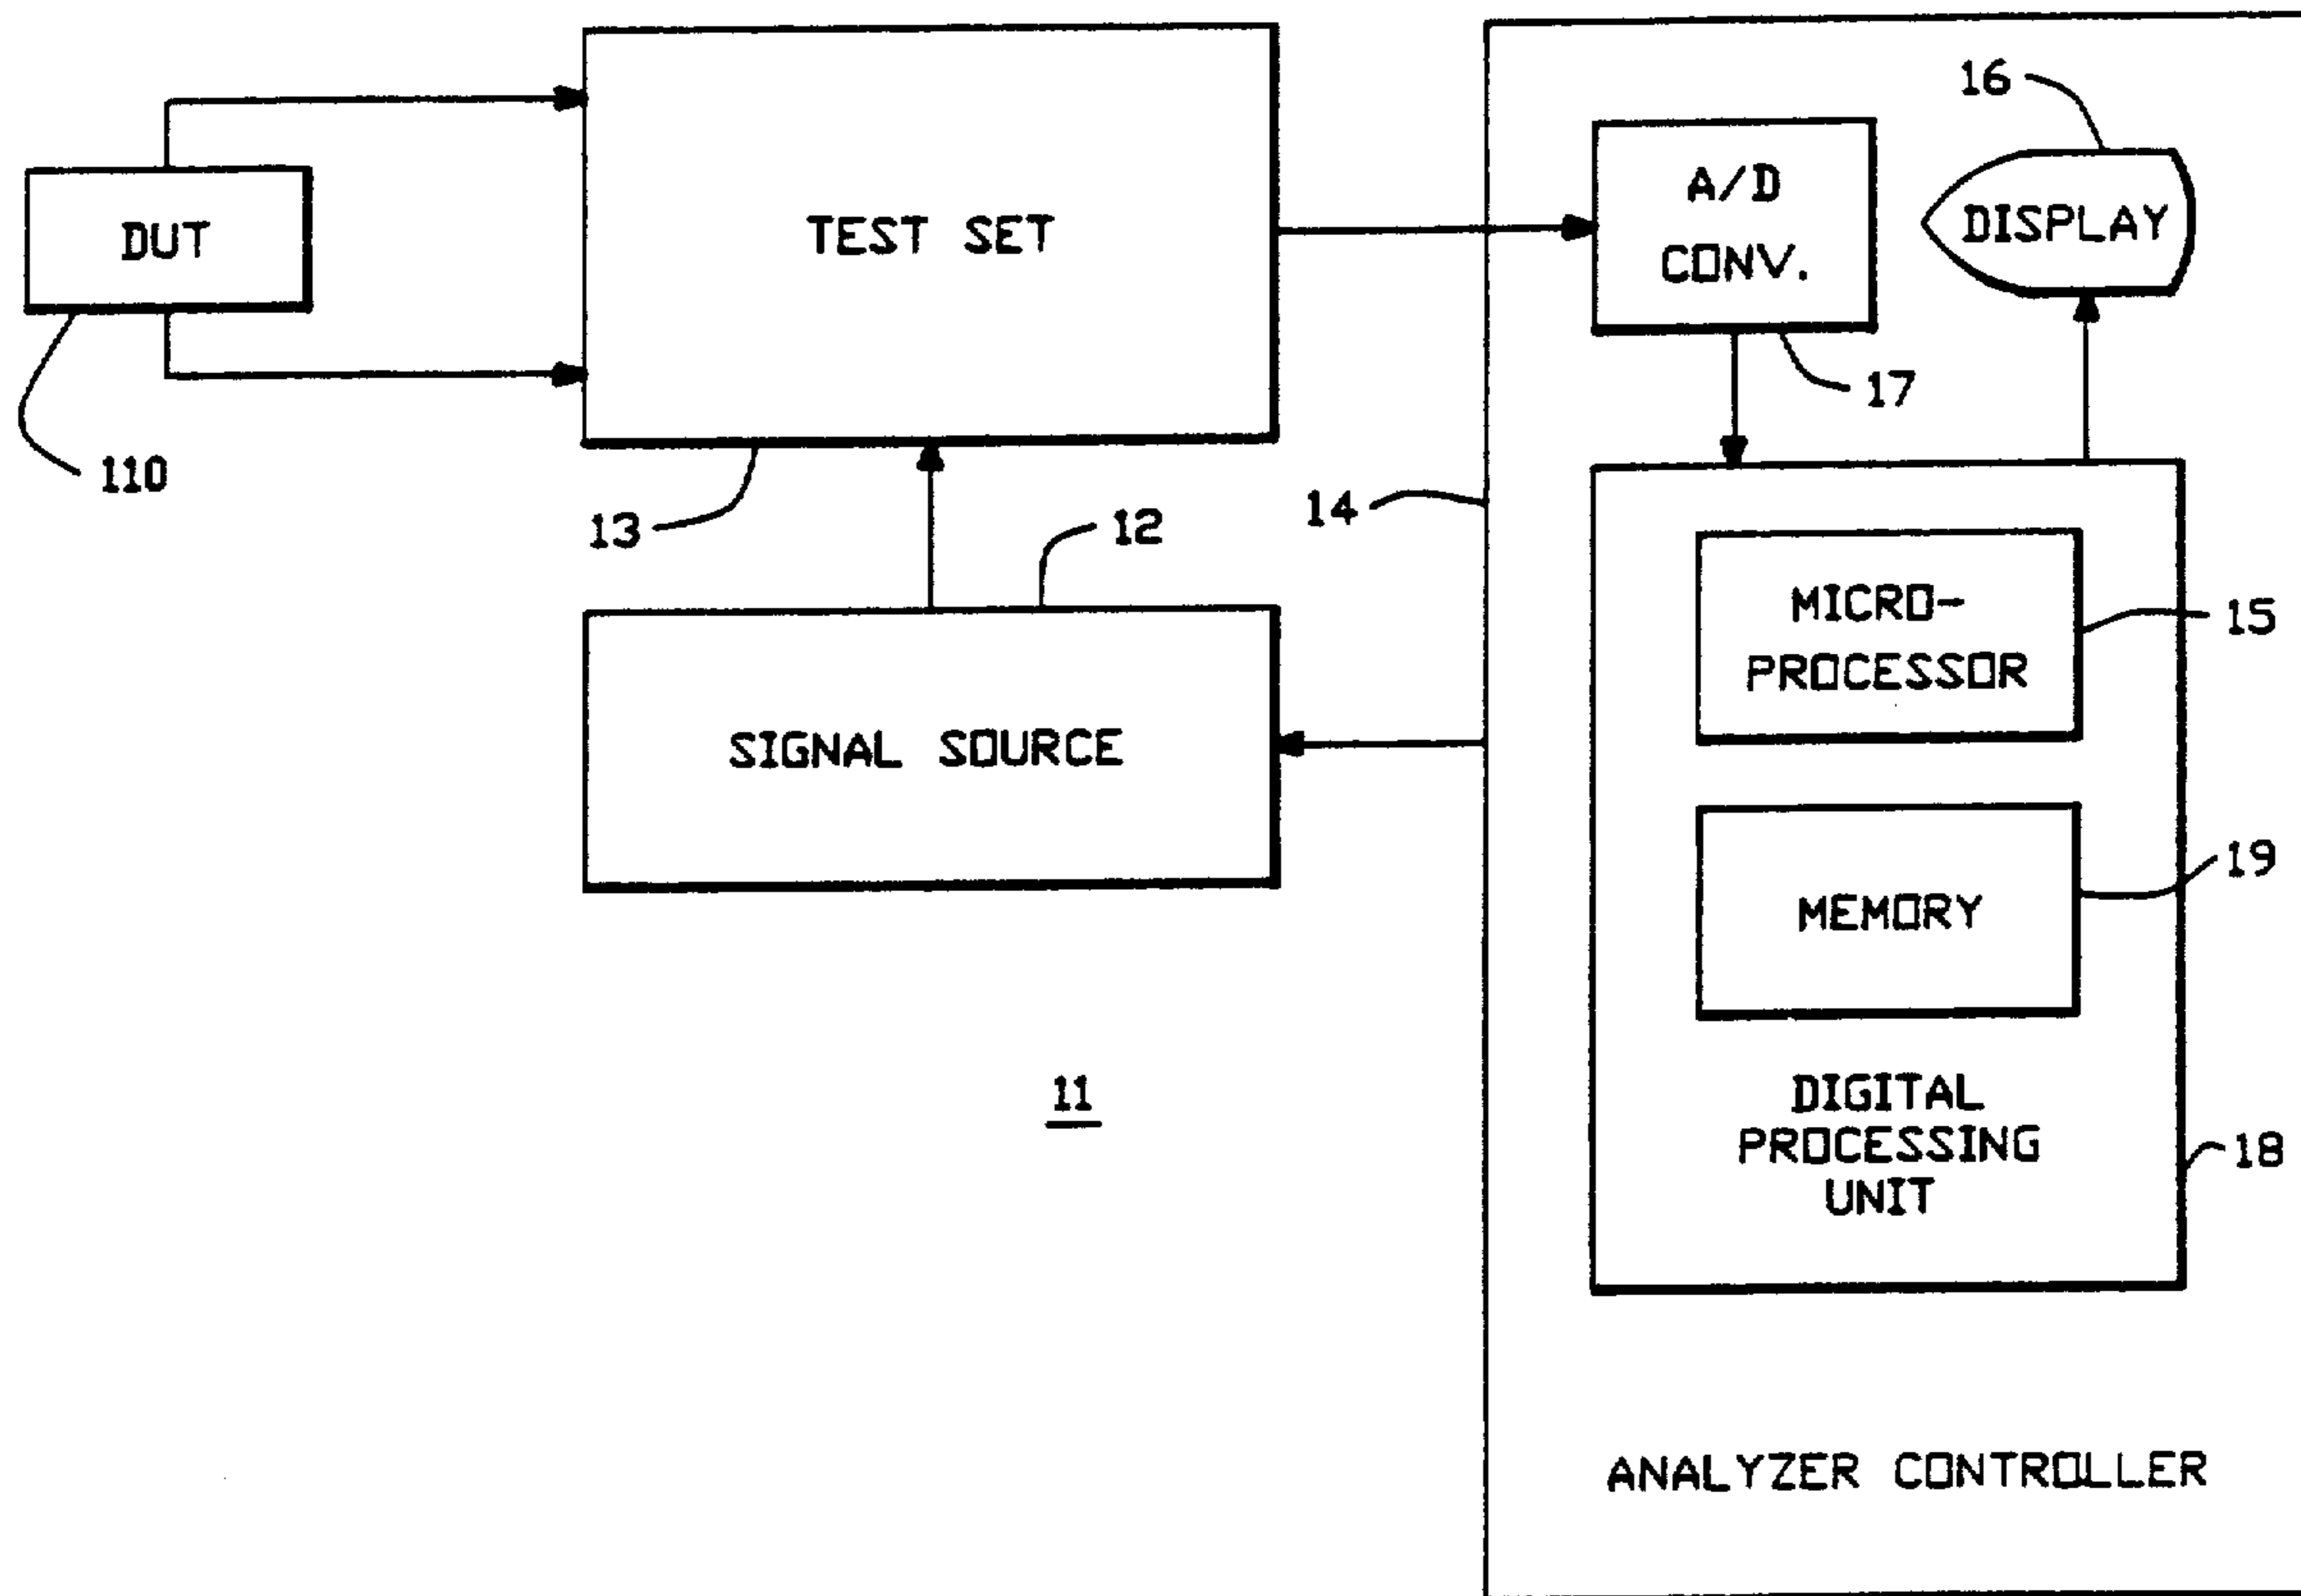 16
A/D
CONV.
DISPLAY
DUT
TEST SET
17
110
13
12
14
MICRO-
PROCESSOR
15
SIGNAL SOURCE
MEMORY
19
11
DIGITAL
PROCESSING
UNIT
18
ANALYZER CONTROLLER